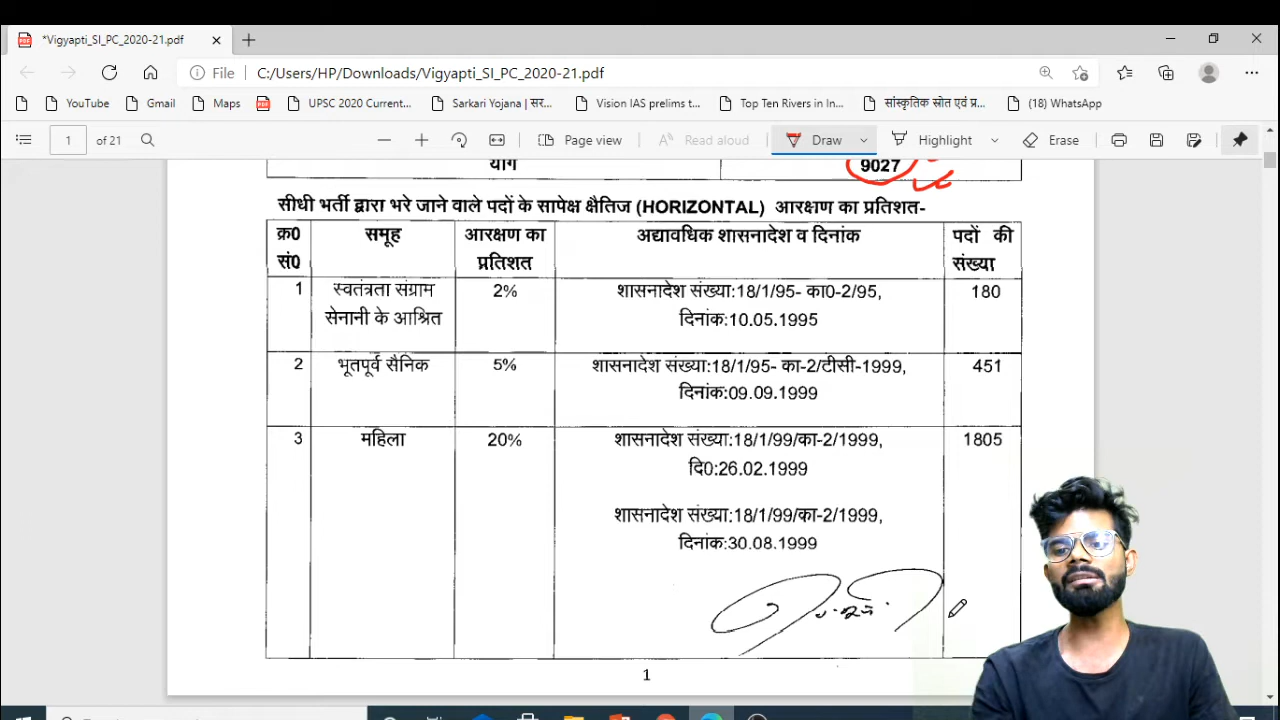 *Vigyapti_SI_PC_2020-21.pdf
File C:/Users/HP/Downloads/Vigyapti_SI_PC_2020-21.pdf
YouTube Gmail Maps UPSC 2020 Current... Sarkari Yojana | सर... Vision IAS prelims t... Top Ten Rivers in In... सांस्कृतिक स्रोत एवं प्र... (18) WhatsApp
1 of 21 Page view Read aloud Draw Highlight Erase
योग 9027
सीधी भर्ती द्वारा भरे जाने वाले पदों के सापेक्ष क्षैतिज (HORIZONTAL) आरक्षण का प्रतिशत-
क्र0 समूह आरक्षण का अद्यावधिक शासनादेश व दिनांक पदों की
सं0 प्रतिशत संख्या
1 स्वतंत्रता संग्राम 2% शासनादेश संख्या:18/1/95- का0-2/95, 180
सेनानी के आश्रित दिनांक:10.05.1995
2 भूतपूर्व सैनिक 5% शासनादेश संख्या:18/1/95- का-2/टीसी-1999, 451
दिनांक:09.09.1999
3 महिला 20% शासनादेश संख्या:18/1/99/का-2/1999, 1805
दि0:26.02.1999
शासनादेश संख्या:18/1/99/का-2/1999,
दिनांक:30.08.1999
1